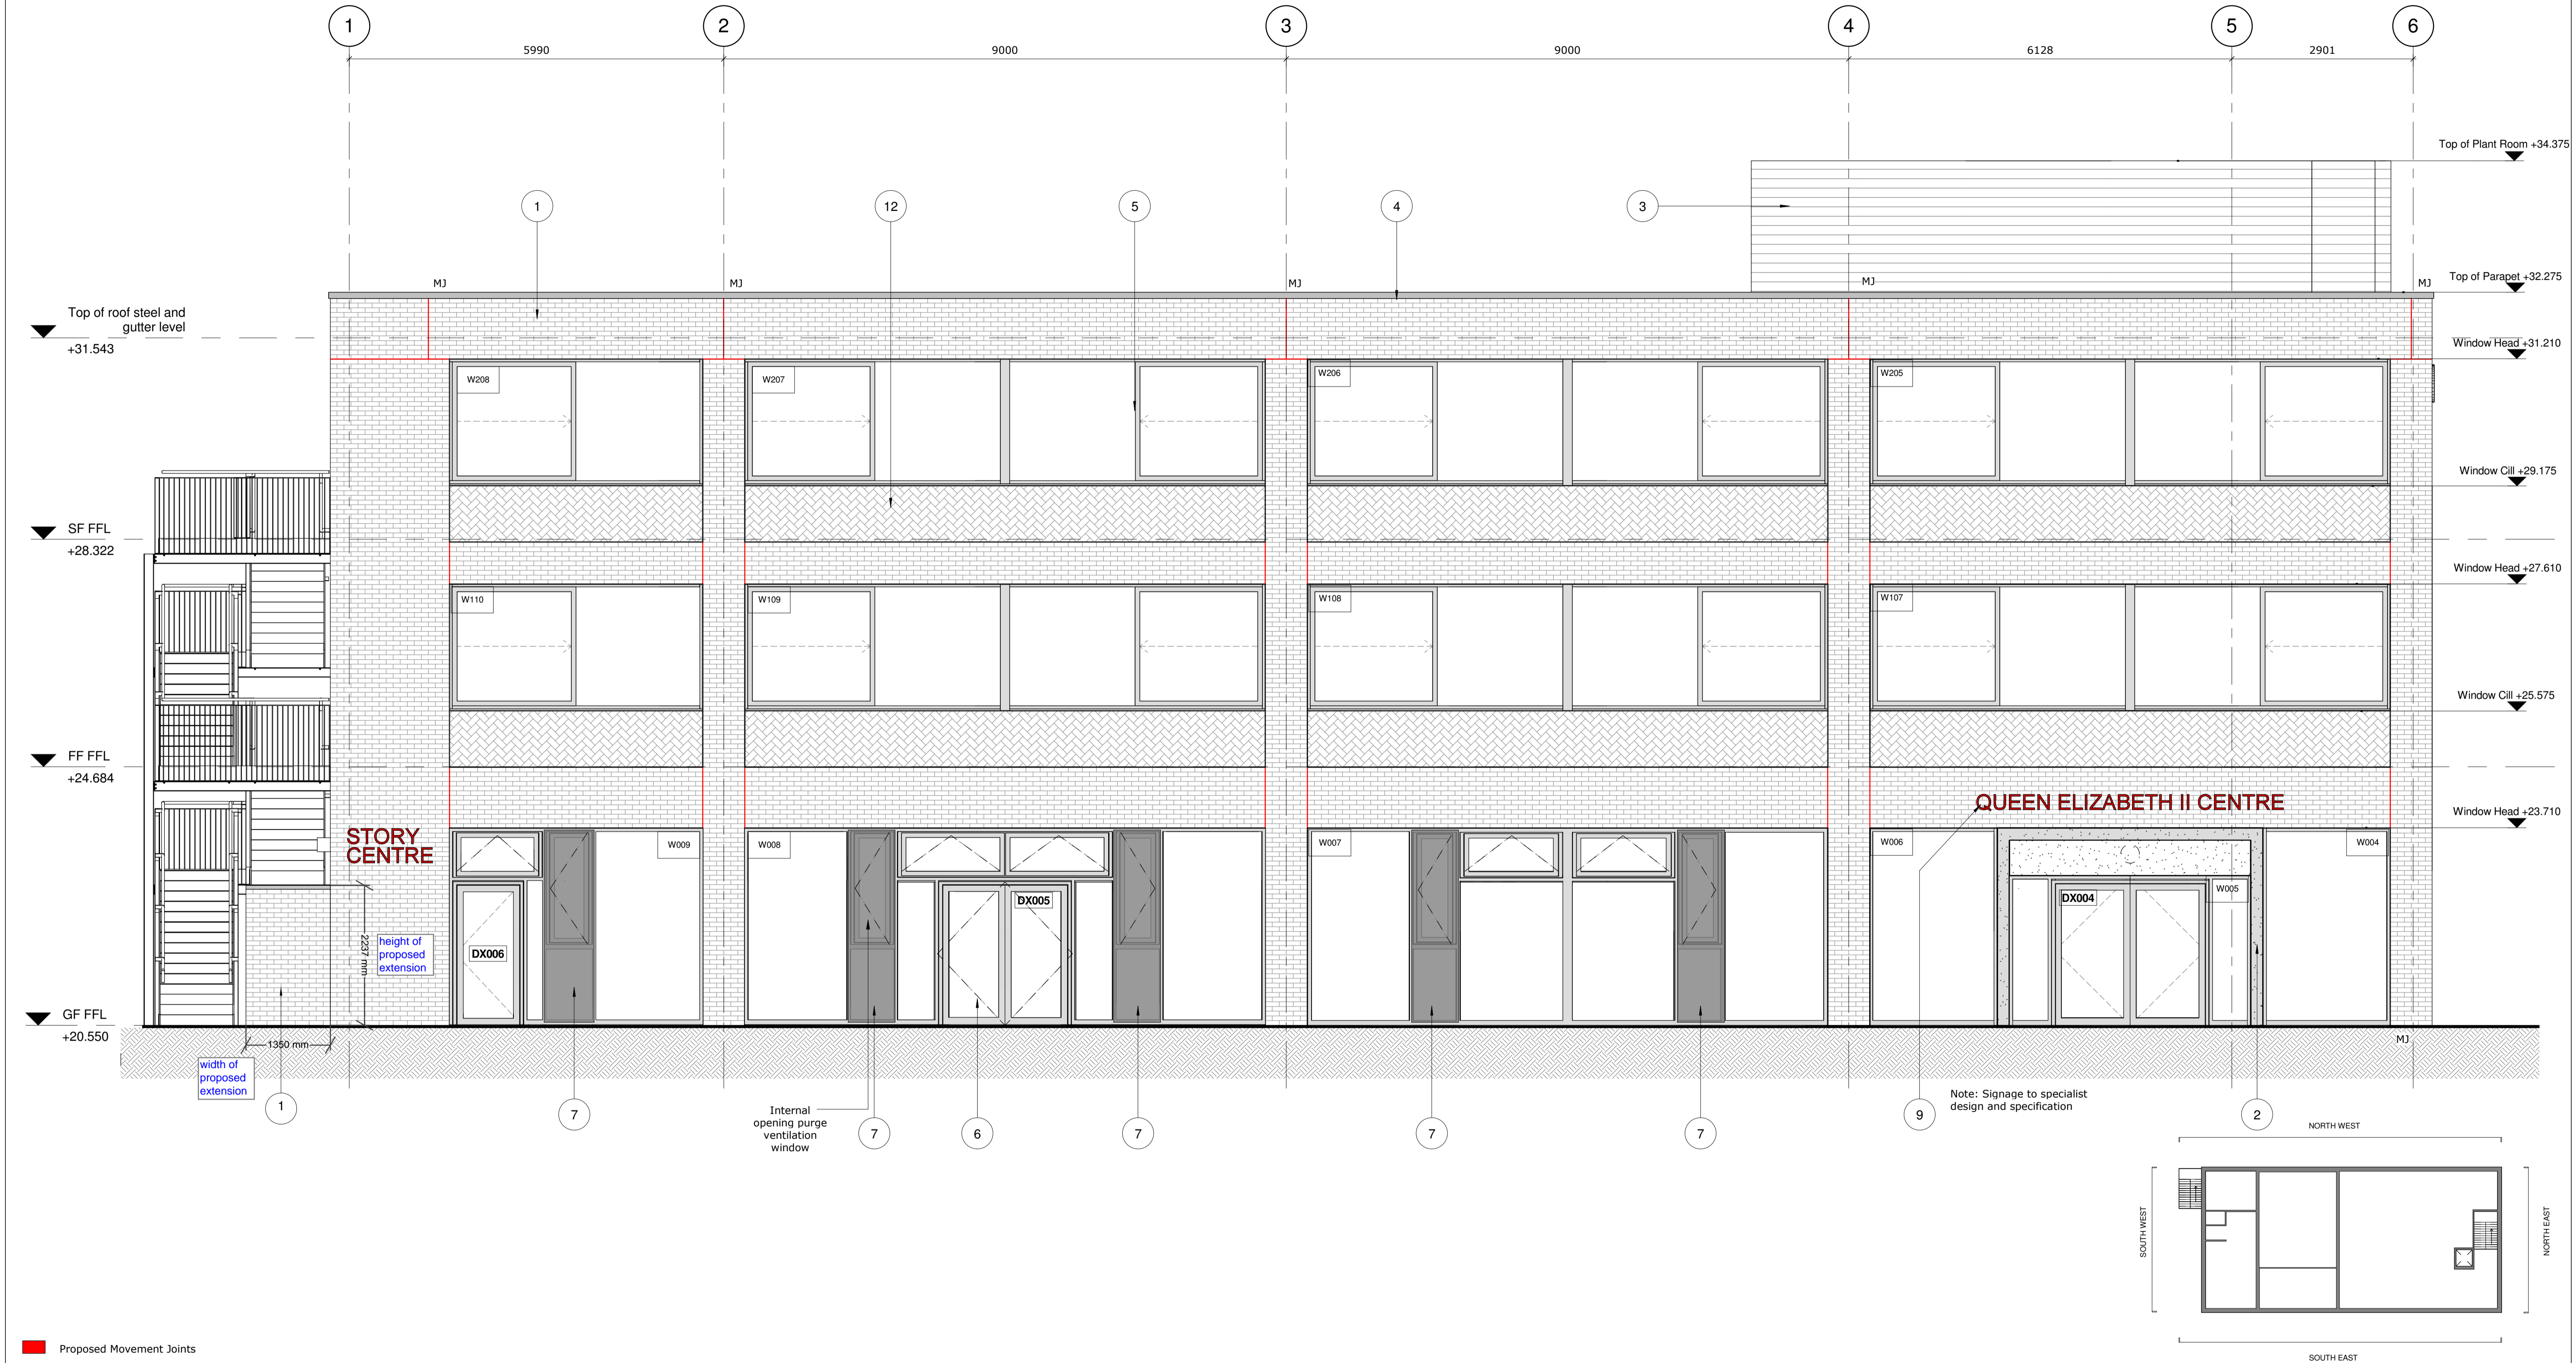 1
2
3
4
5
6
5990
9000
9000
6128
2901
Top of Plant Room +34.375
1
12
5
4
3
Top of Parapet +32.275
MJ
MJ
MJ
MJ
MJ
Top of roof steel and
gutter level
+31.543
Window Head +31.210
W208
W207
W206
W205
Window Cill +29.175
SF FFL
+28.322
Window Head +27.610
W110
W109
W108
W107
Window Cill +25.575
FF FFL
+24.684
QUEEN ELIZABETH II CENTRE
Window Head +23.710
STORY
CENTRE
W009
W008
W007
W006
W004
W005
DX006
DX005
DX004
2237 mm
height of
proposed
extension
GF FFL
+20.550
1350 mm
width of
proposed
extension
MJ
1
7
Internal
opening purge
ventilation
window
7
6
7
7
7
9
Note: Signage to specialist
design and specification
2
NORTH WEST
SOUTH WEST
NORTH EAST
SOUTH EAST
Proposed Movement Joints